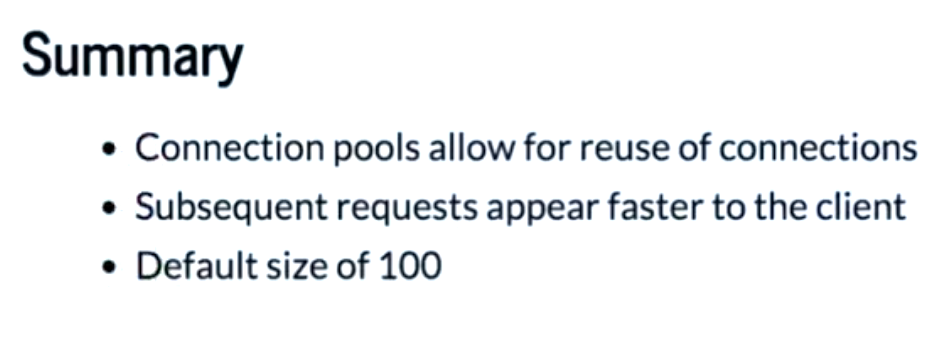 Summary
• Connection pools allow for reuse of connections
• Subsequent requests appear faster to the client
• Default size of 100